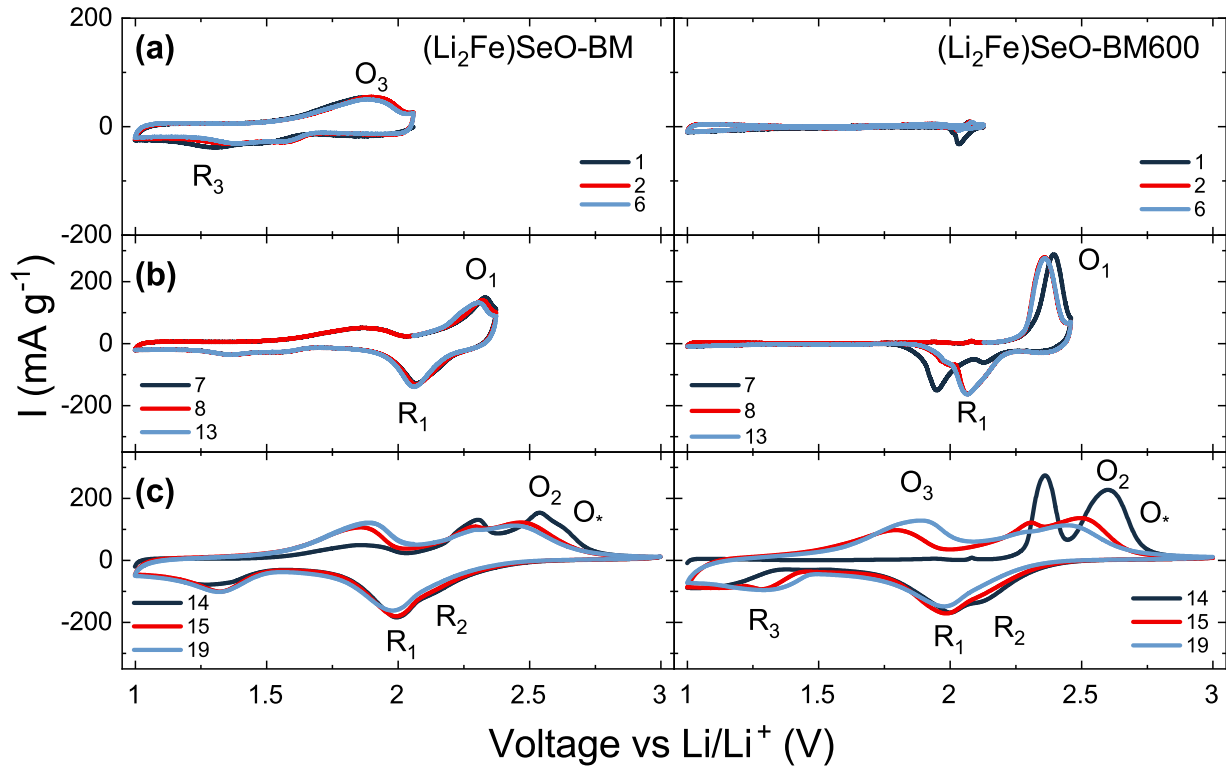 (a) (Li₂Fe)SeO-BM (Li₂Fe)SeO-BM600
200
0
-200
O₃
R₃
1
2
6
1
2
6
(b)
200
0
-200
O₁
R₁
7
8
13
O₁
R₁
7
8
13
(c)
200
0
-200
O₂
O*
R₁
R₂
14
15
19
O₃
O₂
O*
R₃
R₁
R₂
14
15
19
I (mA g⁻¹)
1 1.5 2 2.5 3 1 1.5 2 2.5 3
Voltage vs Li/Li⁺ (V)